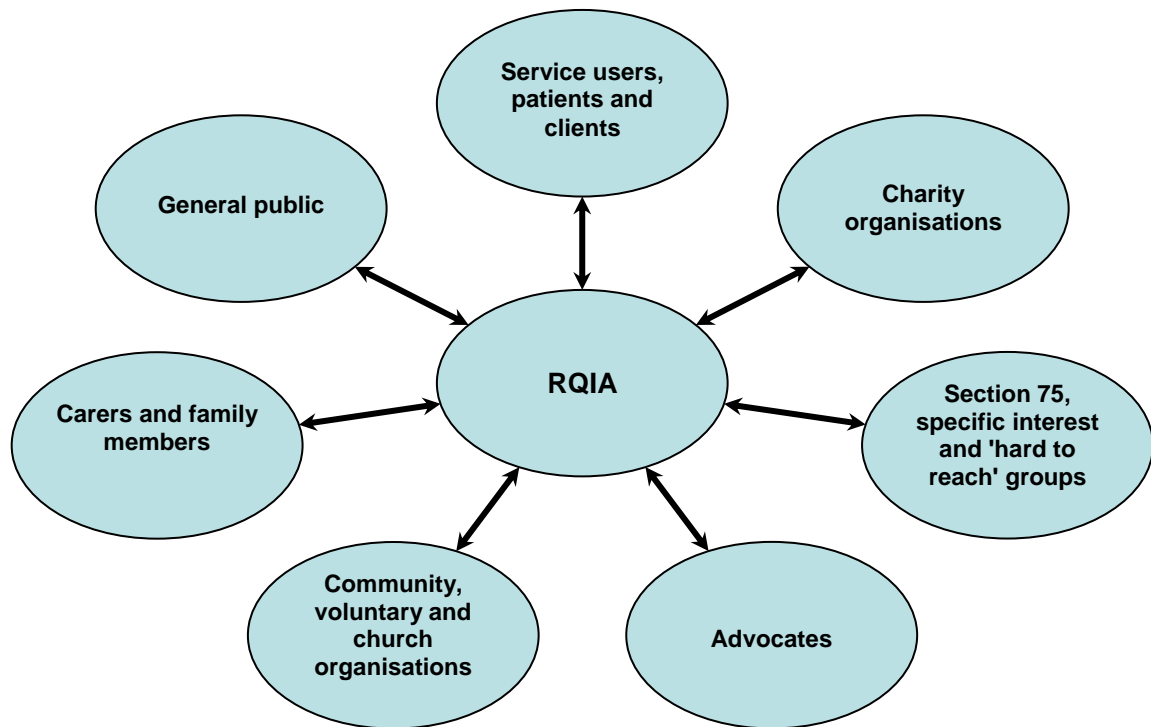 Service users,
patients and
clients
General public
Charity
organisations
RQIA
Carers and family
members
Section 75,
specific interest
and 'hard to
reach' groups
Community,
voluntary and
church
organisations
Advocates